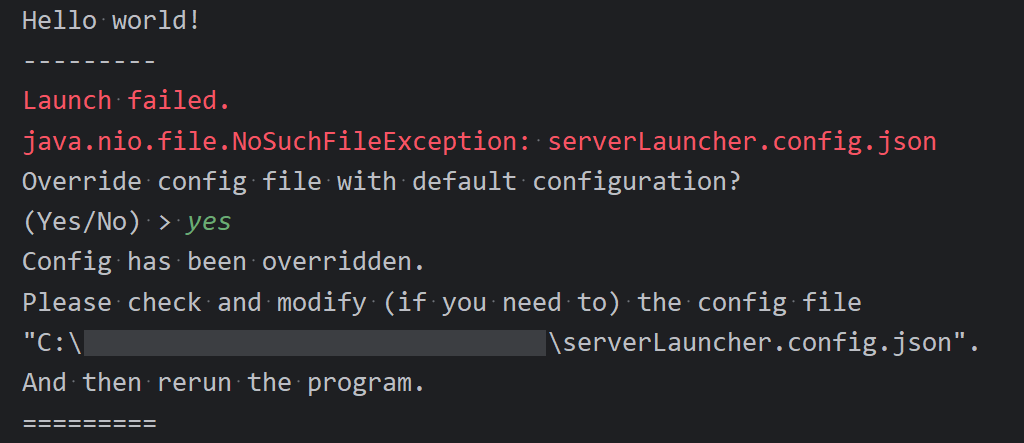 Hello world!
---------
Launch failed.
java.nio.file.NoSuchFileException: serverLauncher.config.json
Override config file with default configuration?
(Yes/No) > yes
Config has been overridden.
Please check and modify (if you need to) the config file
"C:\ \serverLauncher.config.json".
And then rerun the program.
=========